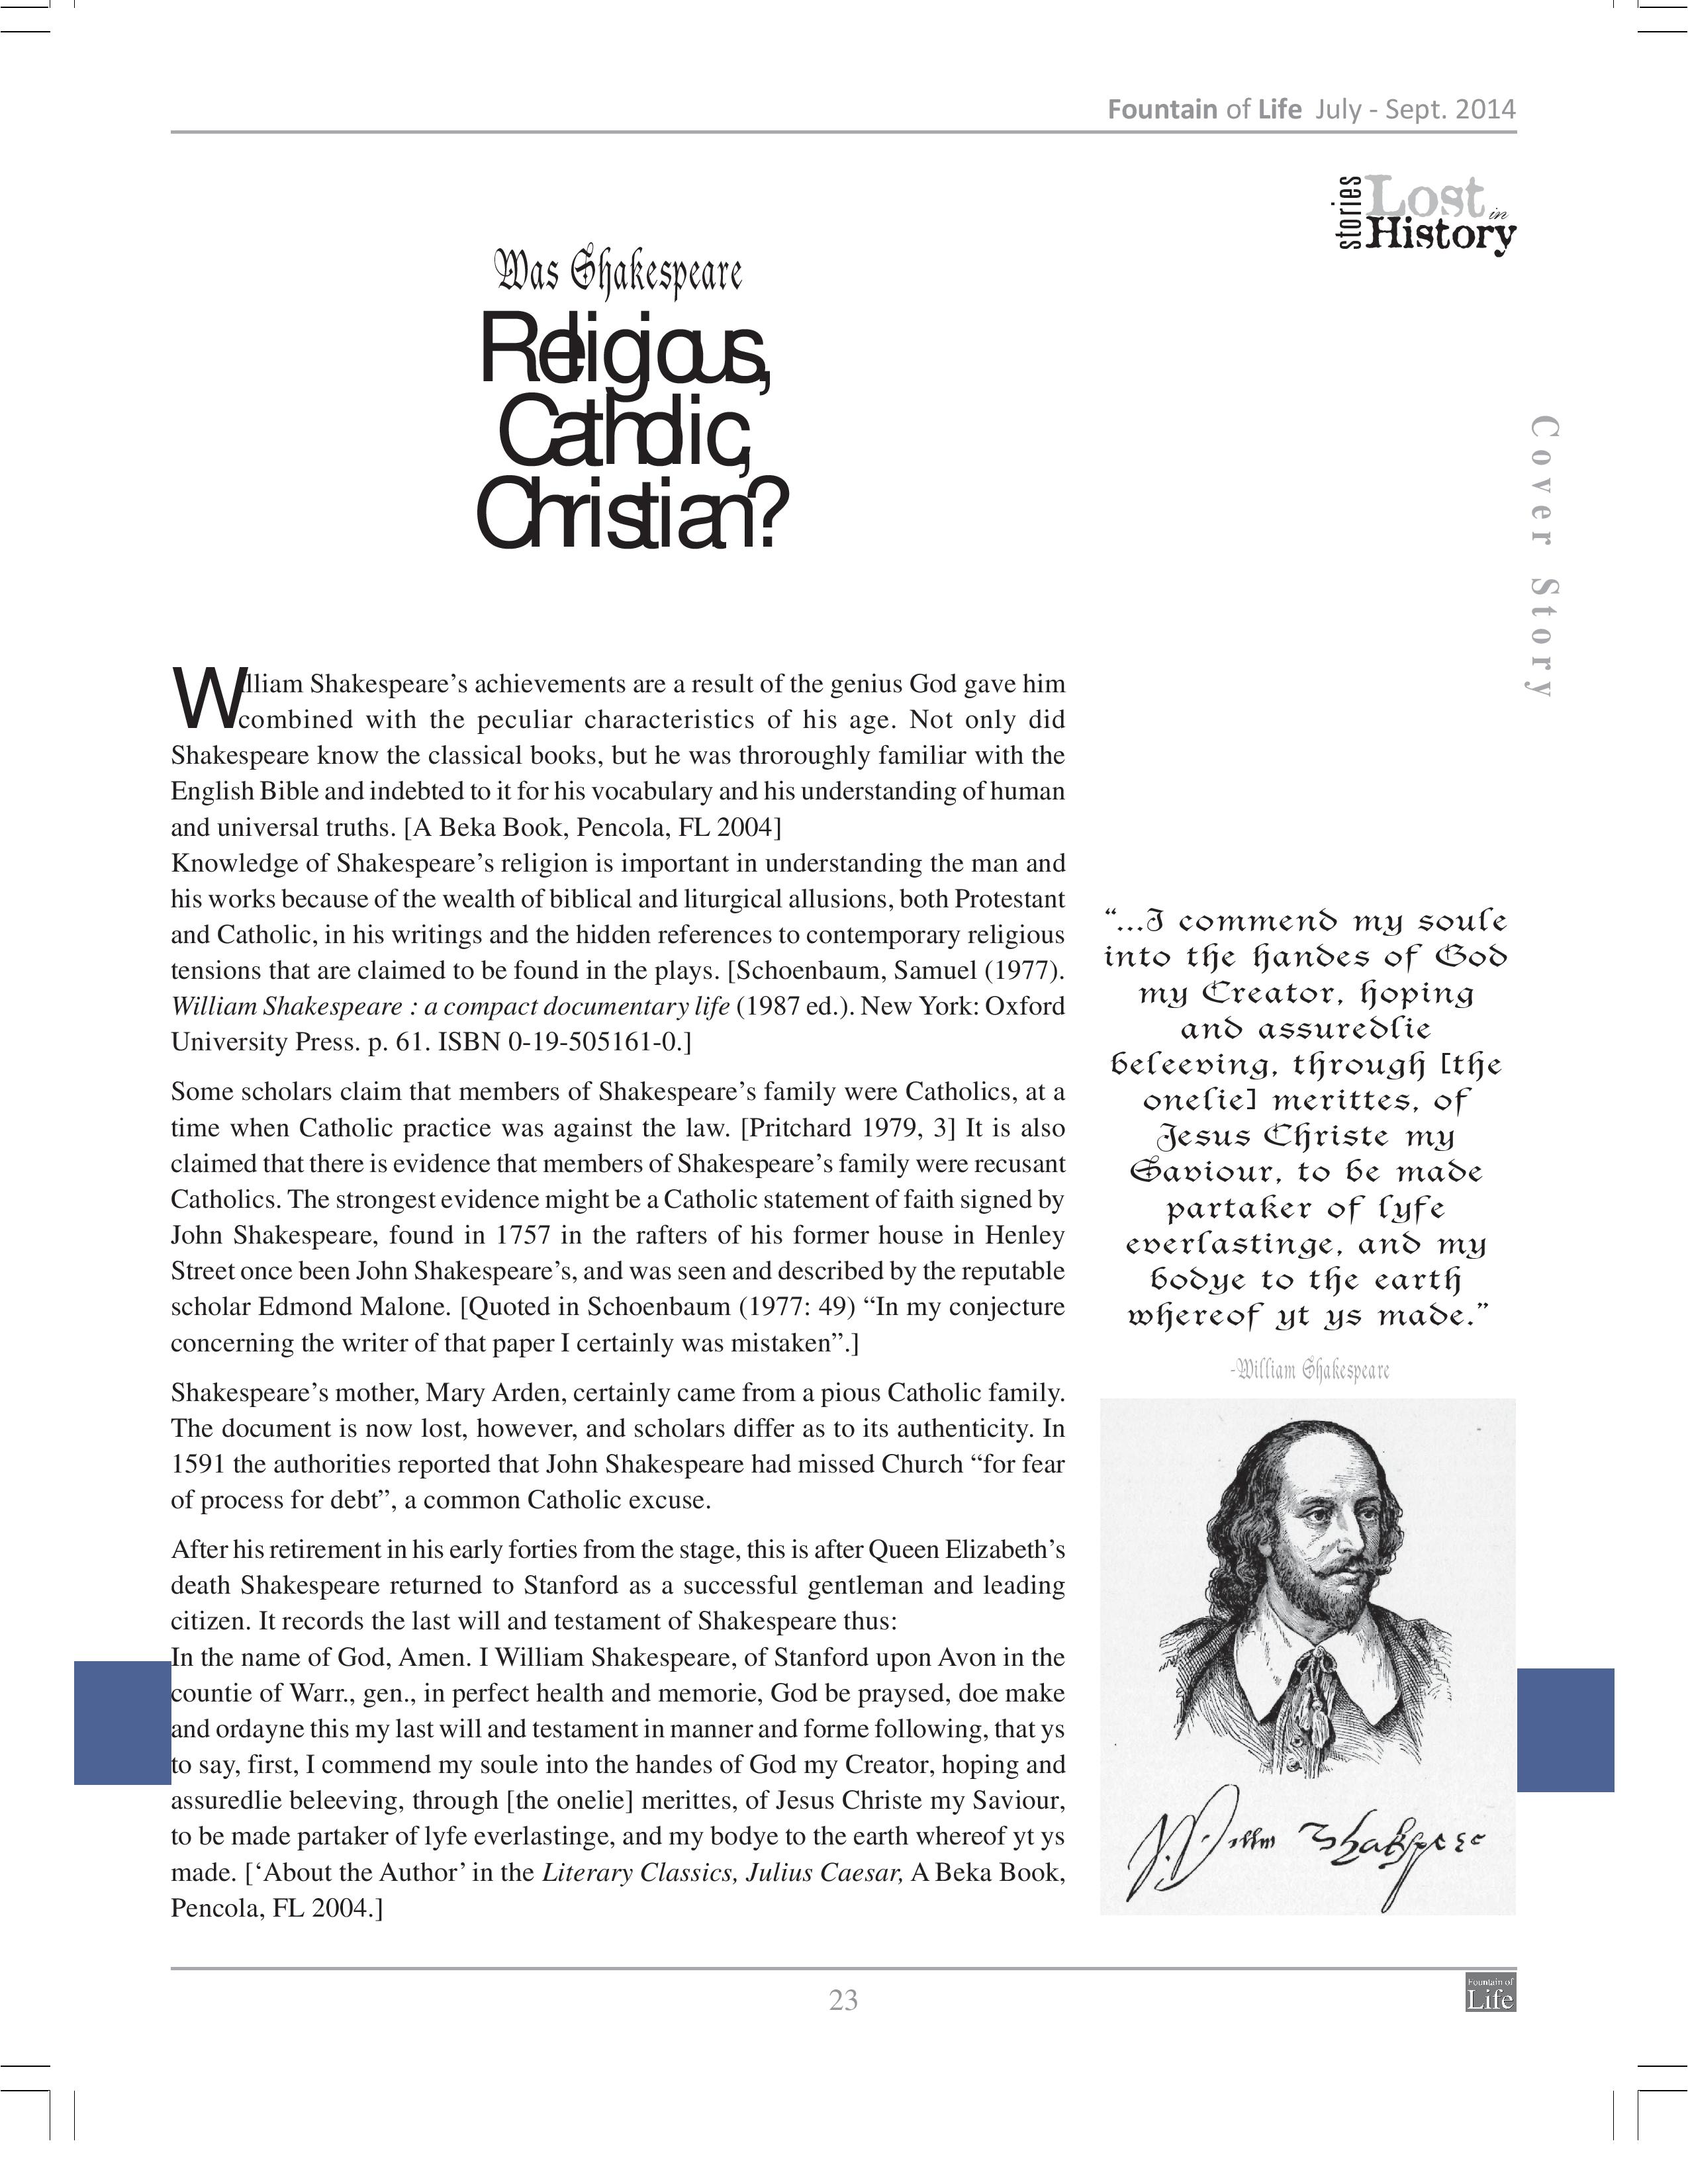 Fountain of Life July - Sept. 2014
stories Lost in
History
Was Shakespeare
Religious,
Catholic,
Christian?
Cover Story
William Shakespeare’s achievements are a result of the genius God gave him
combined with the peculiar characteristics of his age. Not only did
Shakespeare know the classical books, but he was throroughly familiar with the
English Bible and indebted to it for his vocabulary and his understanding of human
and universal truths. [A Beka Book, Pencola, FL 2004]
Knowledge of Shakespeare’s religion is important in understanding the man and
his works because of the wealth of biblical and liturgical allusions, both Protestant
and Catholic, in his writings and the hidden references to contemporary religious
tensions that are claimed to be found in the plays. [Schoenbaum, Samuel (1977).
William Shakespeare : a compact documentary life (1987 ed.). New York: Oxford
University Press. p. 61. ISBN 0-19-505161-0.]
Some scholars claim that members of Shakespeare’s family were Catholics, at a
time when Catholic practice was against the law. [Pritchard 1979, 3] It is also
claimed that there is evidence that members of Shakespeare’s family were recusant
Catholics. The strongest evidence might be a Catholic statement of faith signed by
John Shakespeare, found in 1757 in the rafters of his former house in Henley
Street once been John Shakespeare’s, and was seen and described by the reputable
scholar Edmond Malone. [Quoted in Schoenbaum (1977: 49) “In my conjecture
concerning the writer of that paper I certainly was mistaken”.]
Shakespeare’s mother, Mary Arden, certainly came from a pious Catholic family.
The document is now lost, however, and scholars differ as to its authenticity. In
1591 the authorities reported that John Shakespeare had missed Church “for fear
of process for debt”, a common Catholic excuse.
After his retirement in his early forties from the stage, this is after Queen Elizabeth’s
death Shakespeare returned to Stanford as a successful gentleman and leading
citizen. It records the last will and testament of Shakespeare thus:
In the name of God, Amen. I William Shakespeare, of Stanford upon Avon in the
countie of Warr., gen., in perfect health and memorie, God be praysed, doe make
and ordayne this my last will and testament in manner and forme following, that ys
to say, first, I commend my soule into the handes of God my Creator, hoping and
assuredlie beleeving, through [the onelie] merittes, of Jesus Christe my Saviour,
to be made partaker of lyfe everlastinge, and my bodye to the earth whereof yt ys
made. [‘About the Author’ in the Literary Classics, Julius Caesar, A Beka Book,
Pencola, FL 2004.]
“...I commend my soule
into the handes of God
my Creator, hoping
and assuredlie
beleeving, through [the
onelie] merittes, of
Jesus Christe my
Saviour, to be made
partaker of lyfe
everlastinge, and my
bodye to the earth
whereof yt ys made.”
-William Shakespeare
23
Fountain of
Life